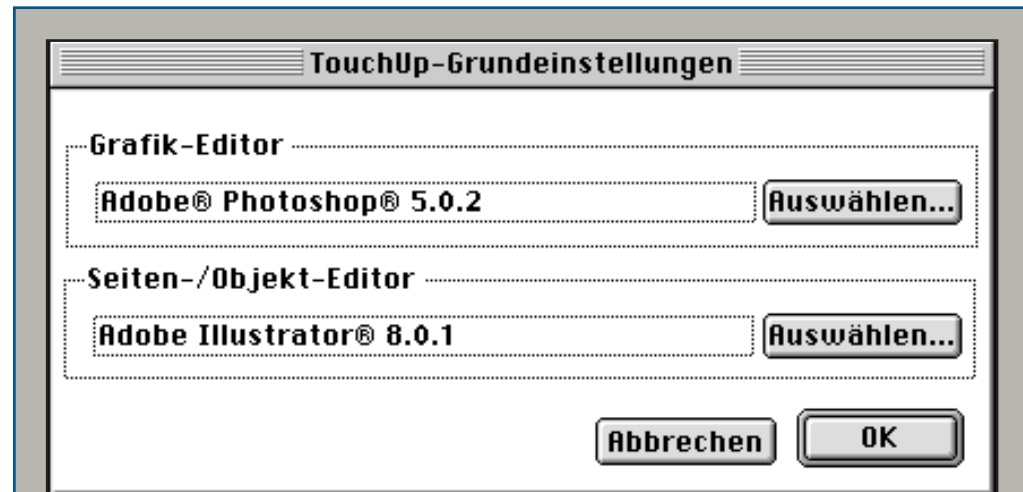 TouchUp-Grundeinstellungen
Grafik-Editor
Adobe® Photoshop® 5.0.2 Auswählen...
Seiten-/Objekt-Editor
Adobe Illustrator® 8.0.1 Auswählen...
Abbrechen OK